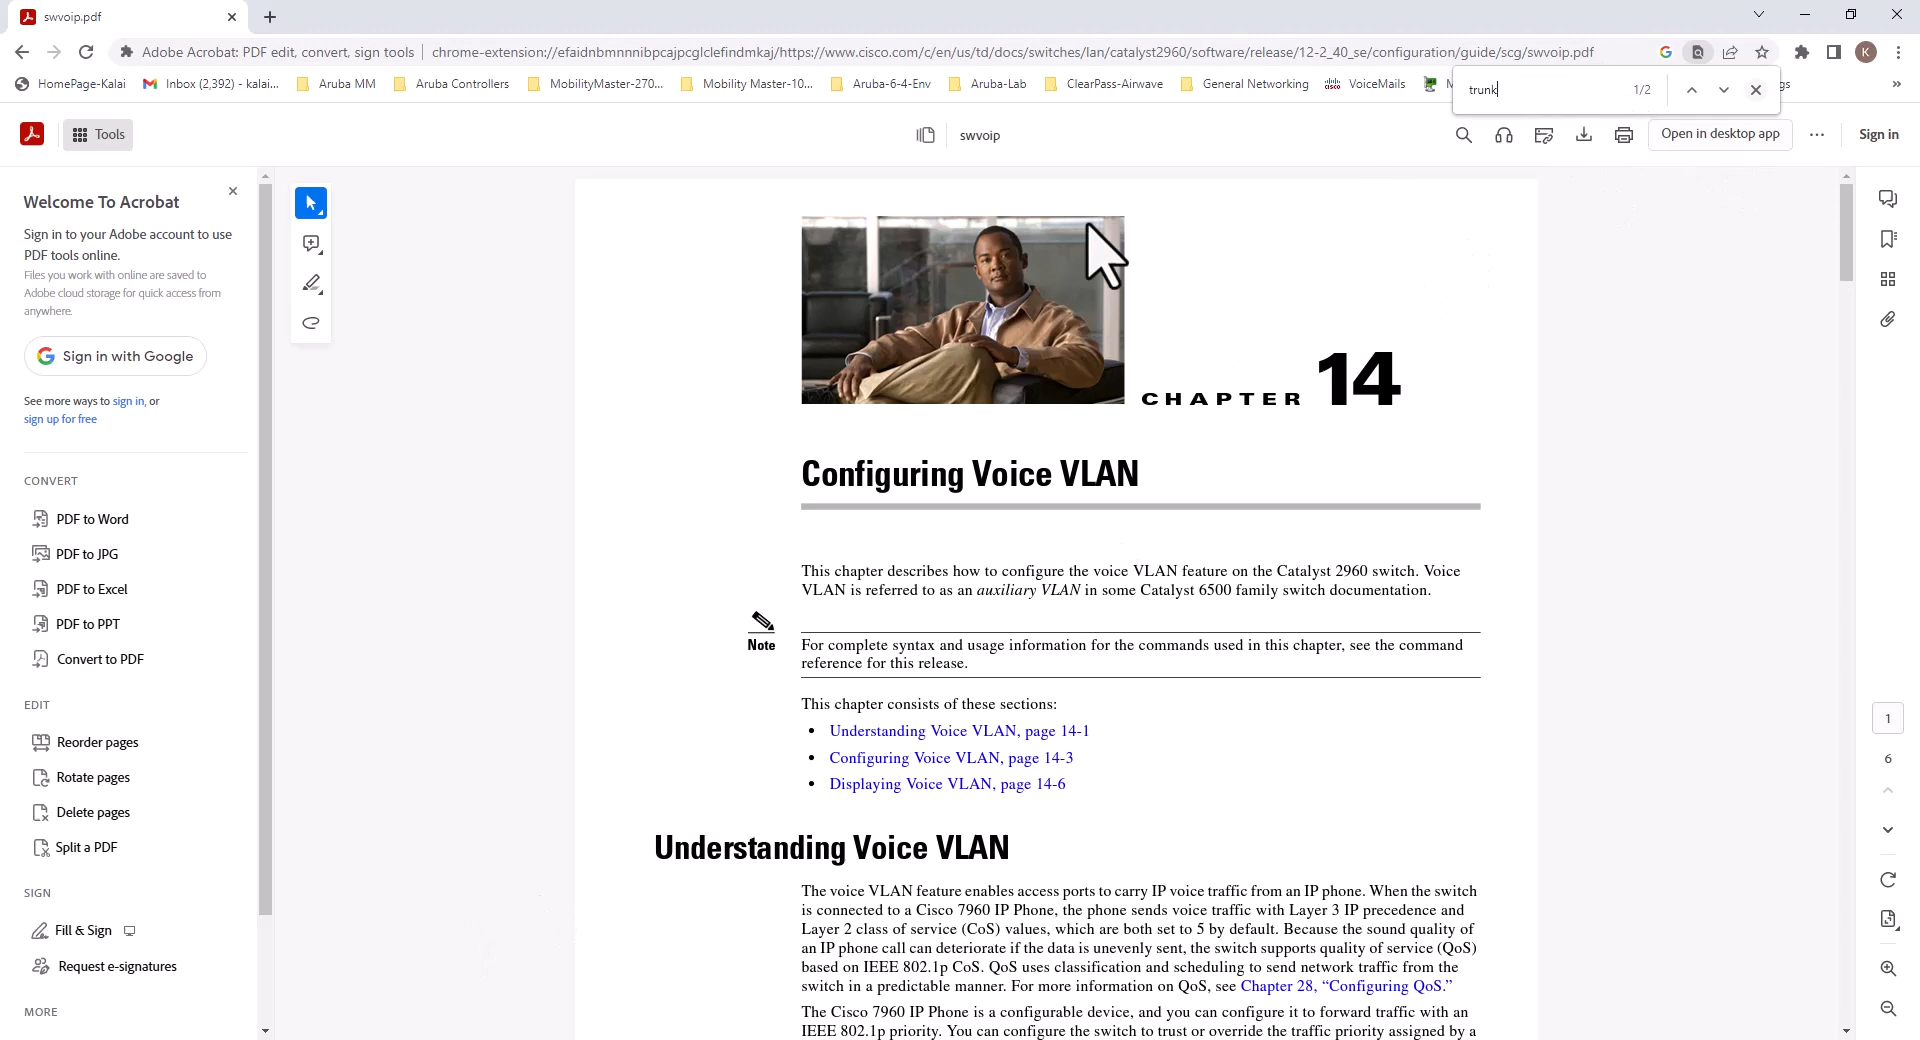 swvoip.pdf
Adobe Acrobat: PDF edit, convert, sign tools | chrome-extension://efaidnbmnnnibpcajpcglclefindmkaj/https://www.cisco.com/c/en/us/td/docs/switches/lan/catalyst2960/software/release/12-2_40_se/configuration/guide/scg/swvoip.pdf
K
HomePage-Kalai Inbox (2,392) - kalai... Aruba MM Aruba Controllers MobilityMaster-270... Mobility Master-10... Aruba-6-4-Env Aruba-Lab ClearPass-Airwave General Networking VoiceMails M gs »
trunk 1/2
Tools
swvoip
Open in desktop app
Sign in
Welcome To Acrobat
Sign in to your Adobe account to use
PDF tools online.
Files you work with online are saved to
Adobe cloud storage for quick access from
anywhere.
Sign in with Google
See more ways to sign in, or
sign up for free
CONVERT
PDF to Word
PDF to JPG
PDF to Excel
PDF to PPT
Convert to PDF
EDIT
Reorder pages
Rotate pages
Delete pages
Split a PDF
SIGN
Fill & Sign
Request e-signatures
MORE
CHAPTER 14
Configuring Voice VLAN
This chapter describes how to configure the voice VLAN feature on the Catalyst 2960 switch. Voice
VLAN is referred to as an auxiliary VLAN in some Catalyst 6500 family switch documentation.
Note For complete syntax and usage information for the commands used in this chapter, see the command
reference for this release.
This chapter consists of these sections:
• Understanding Voice VLAN, page 14-1
• Configuring Voice VLAN, page 14-3
• Displaying Voice VLAN, page 14-6
Understanding Voice VLAN
The voice VLAN feature enables access ports to carry IP voice traffic from an IP phone. When the switch
is connected to a Cisco 7960 IP Phone, the phone sends voice traffic with Layer 3 IP precedence and
Layer 2 class of service (CoS) values, which are both set to 5 by default. Because the sound quality of
an IP phone call can deteriorate if the data is unevenly sent, the switch supports quality of service (QoS)
based on IEEE 802.1p CoS. QoS uses classification and scheduling to send network traffic from the
switch in a predictable manner. For more information on QoS, see Chapter 28, “Configuring QoS.”
The Cisco 7960 IP Phone is a configurable device, and you can configure it to forward traffic with an
IEEE 802.1p priority. You can configure the switch to trust or override the traffic priority assigned by a
1
6